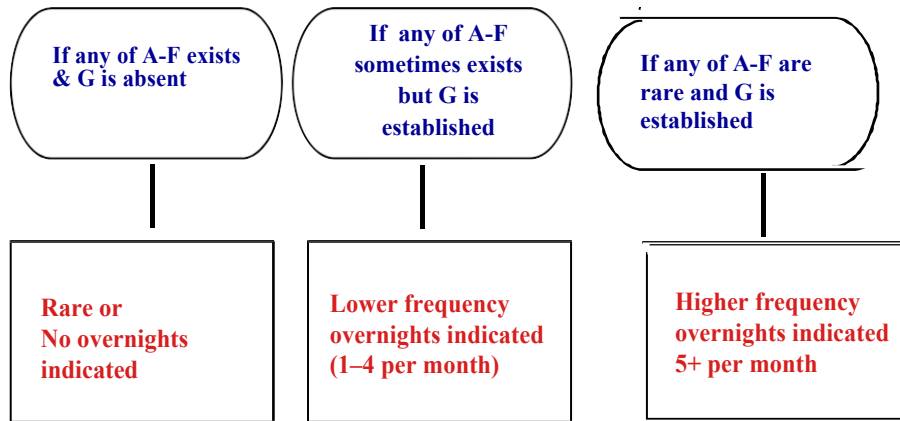 If any of A-F exists
& G is absent
If any of A-F
sometimes exists
but G is
established
If any of A-F are
rare and G is
established
Rare or
No overnights
indicated
Lower frequency
overnights indicated
(1–4 per month)
Higher frequency
overnights indicated
5+ per month